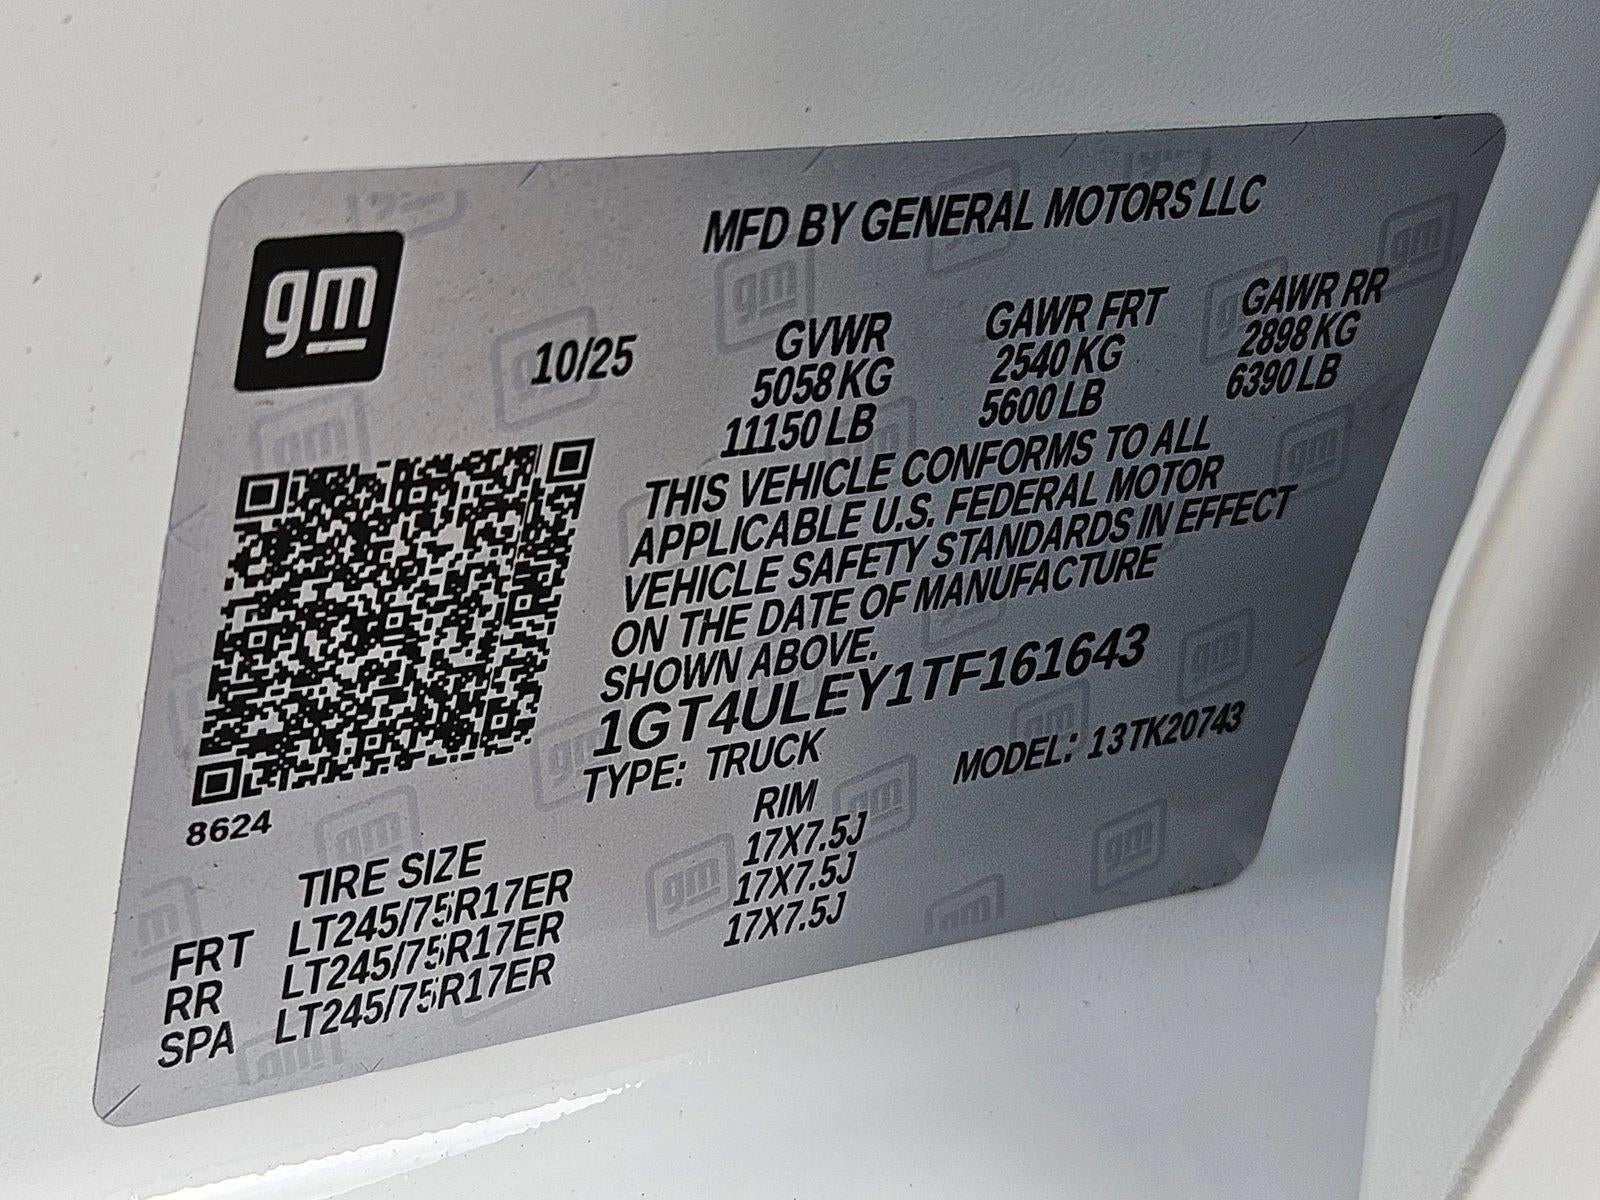 gm
MFD BY GENERAL MOTORS LLC
10/25
GVWR GAWR FRT GAWR RR
5058 KG 2540 KG 2898 KG
11150 LB 5600 LB 6390 LB
THIS VEHICLE CONFORMS TO ALL
APPLICABLE U.S. FEDERAL MOTOR
VEHICLE SAFETY STANDARDS IN EFFECT
ON THE DATE OF MANUFACTURE
SHOWN ABOVE.
1GT4ULEY1TF161643
TYPE: TRUCK MODEL: 13TK20743
8624
TIRE SIZE RIM
FRT LT245/75R17ER 17X7.5J
RR LT245/75R17ER 17X7.5J
SPA LT245/75R17ER 17X7.5J